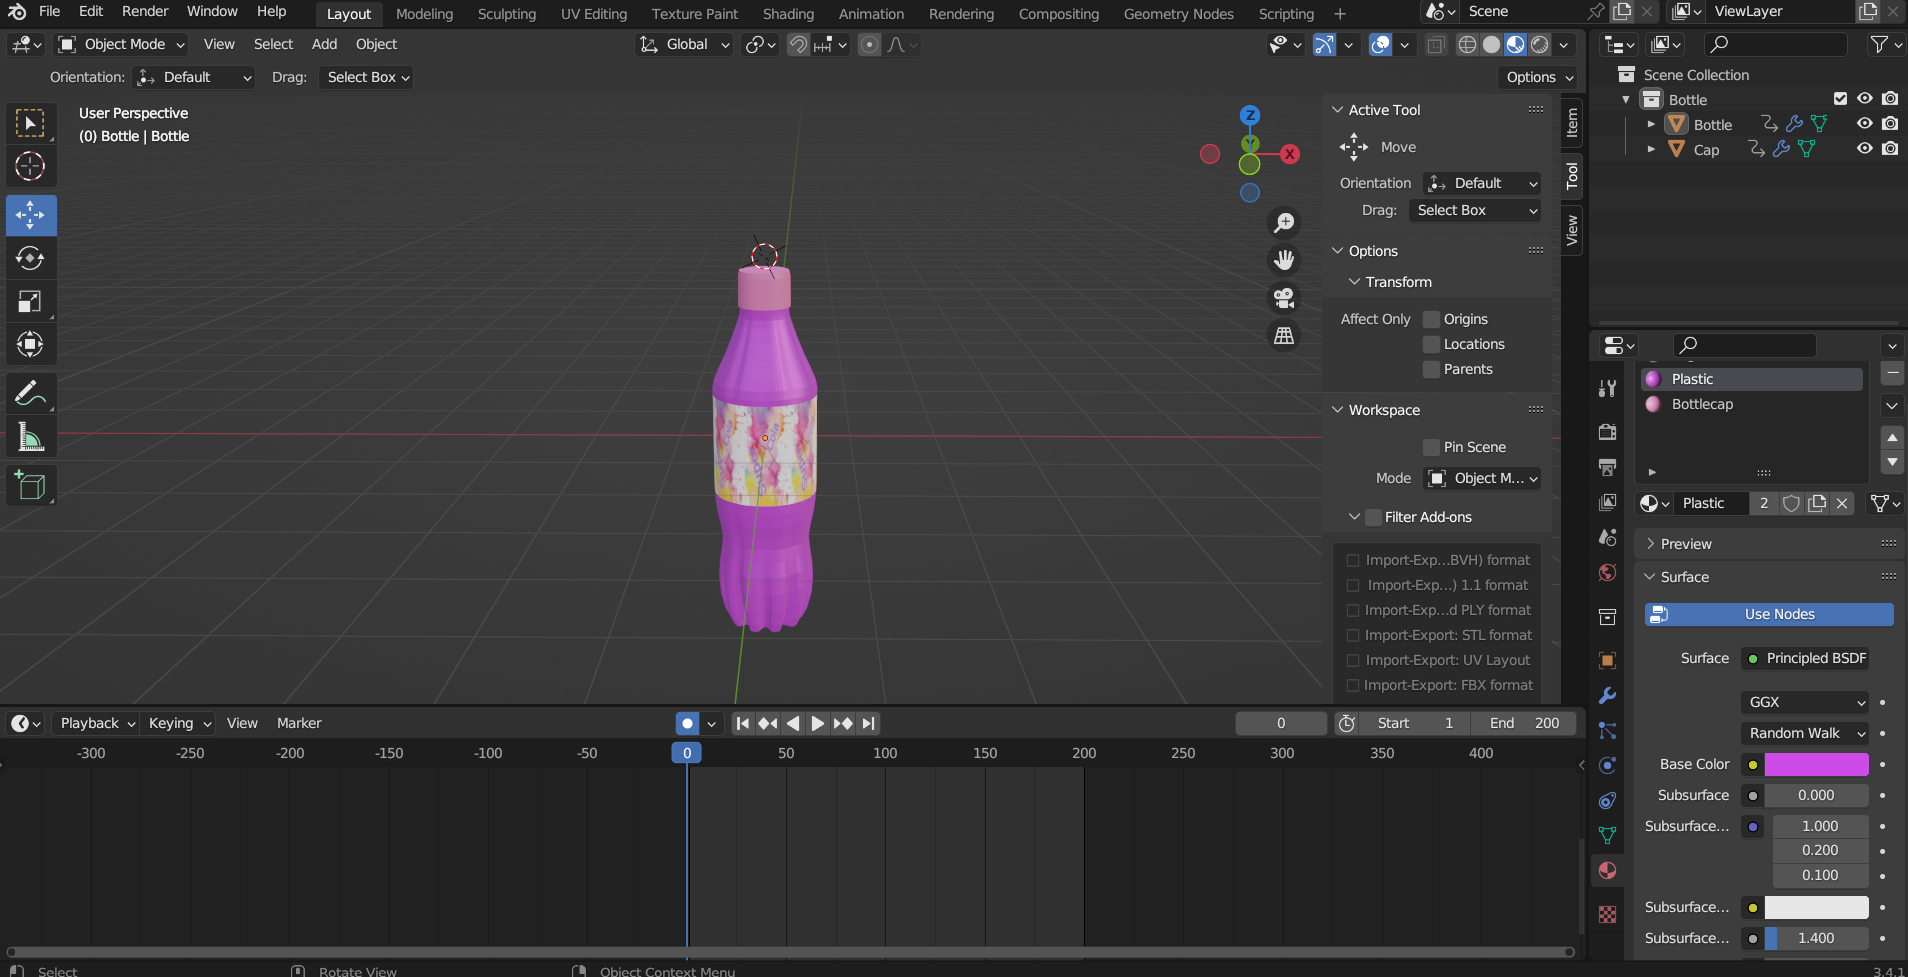 File Edit Render Window Help Layout Modeling Sculpting UV Editing Texture Paint Shading Animation Rendering Compositing Geometry Nodes Scripting + Scene ViewLayer
Object Mode View Select Add Object Global
Orientation: Default Drag: Select Box Options
User Perspective
(0) Bottle | Bottle
Z
Y
X
Active Tool
Move
Orientation Default
Drag: Select Box
Options
Transform
Affect Only Origins
Locations
Parents
Workspace
Pin Scene
Mode Object M...
Filter Add-ons
Import-Exp...BVH) format
Import-Exp...) 1.1 format
Import-Exp...d PLY format
Import-Export: STL format
Import-Export: UV Layout
Import-Export: FBX format
Item
Tool
View
Scene Collection
Bottle
Bottle
Cap
Plastic
Bottlecap
Plastic 2
Preview
Surface
Use Nodes
Surface Principled BSDF
GGX
Random Walk
Base Color
Subsurface 0.000
Subsurface... 1.000
0.200
0.100
Subsurface...
Subsurface... 1.400
Playback Keying View Marker 0 Start 1 End 200
-300 -250 -200 -150 -100 -50 0 50 100 150 200 250 300 350 400
Select Rotate View Object Context Menu 3.4.1